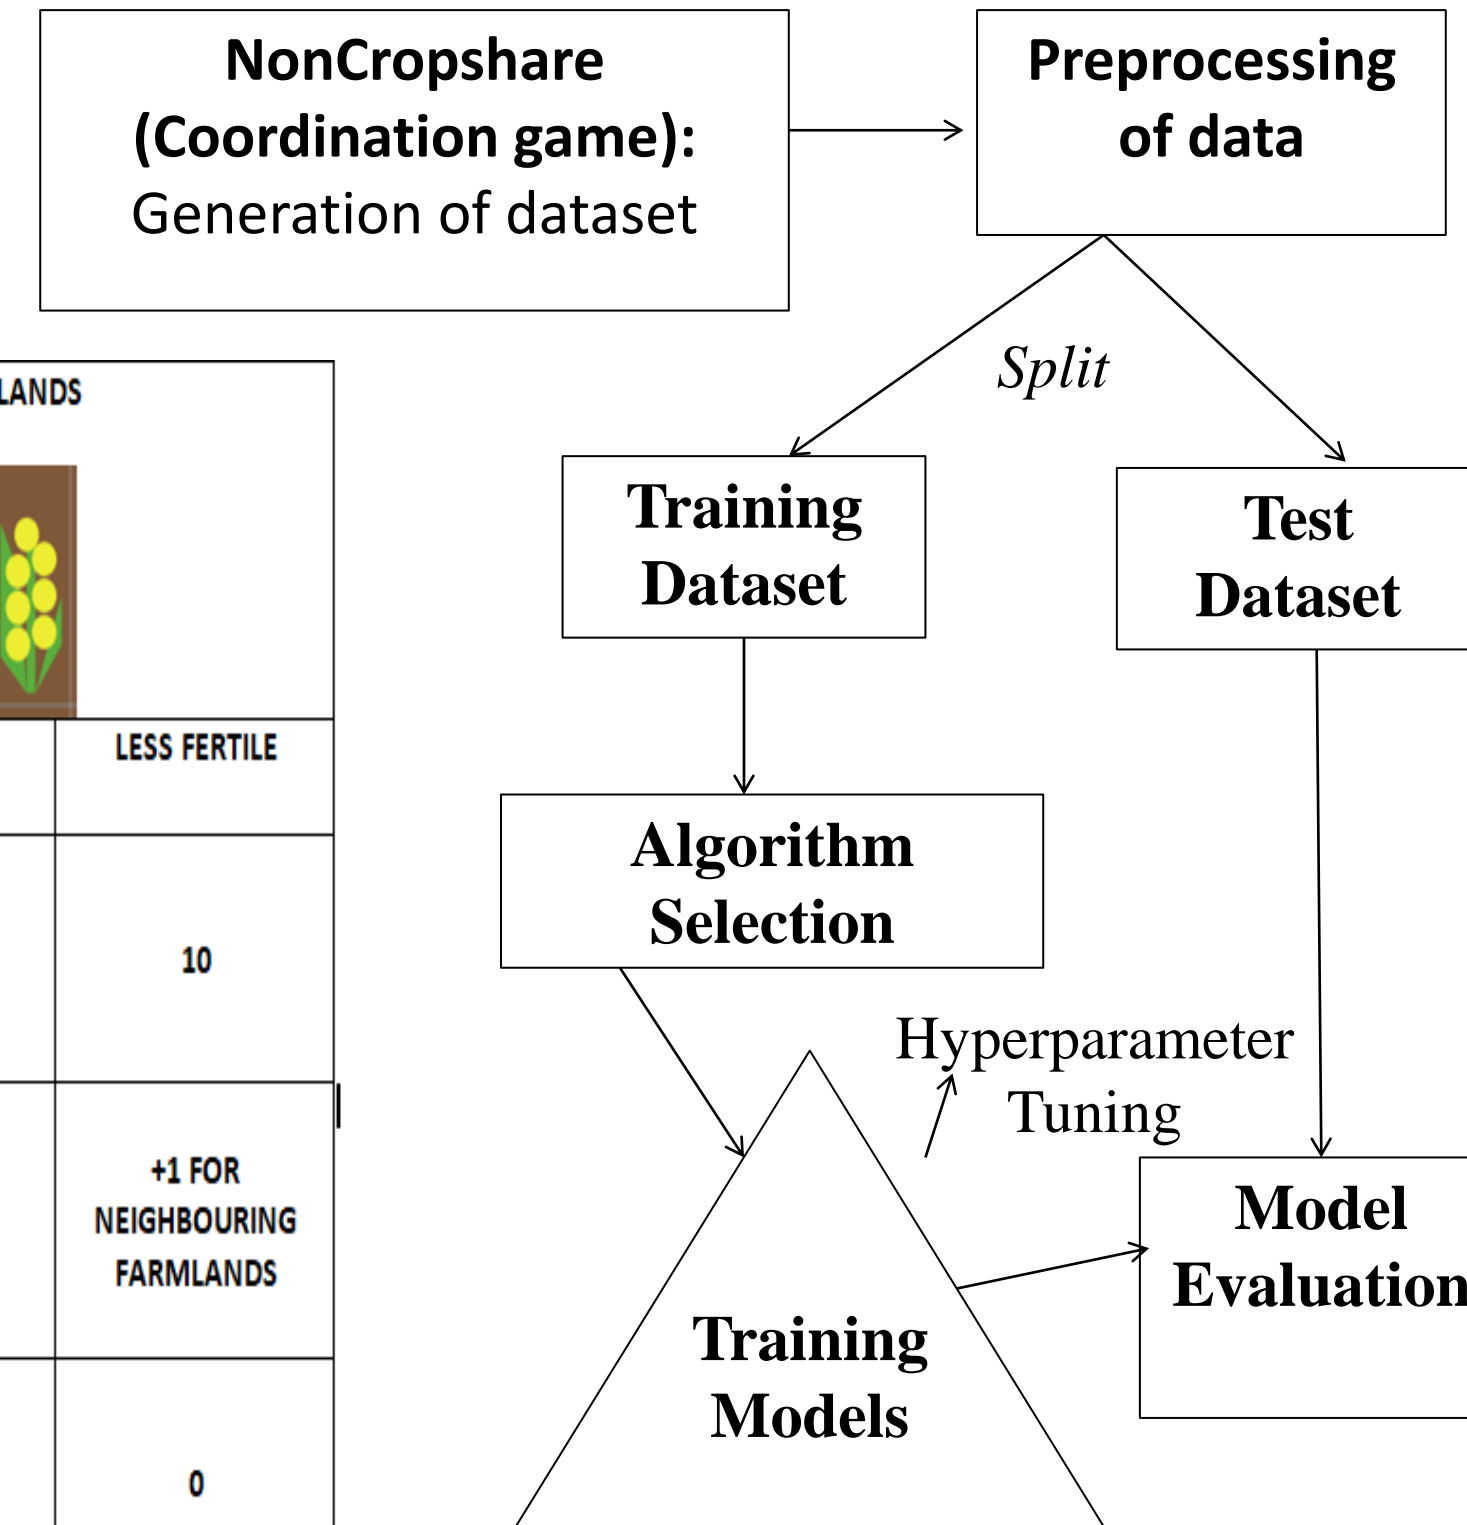 NonCropshare
(Coordination game):
Generation of dataset
Preprocessing
of data
Split
LANDS
Training
Dataset
Test
Dataset
LESS FERTILE
Algorithm
Selection
10
Hyperparameter
Tuning
+1 FOR
NEIGHBOURING
FARMLANDS
Model
Evaluation
Training
Models
0